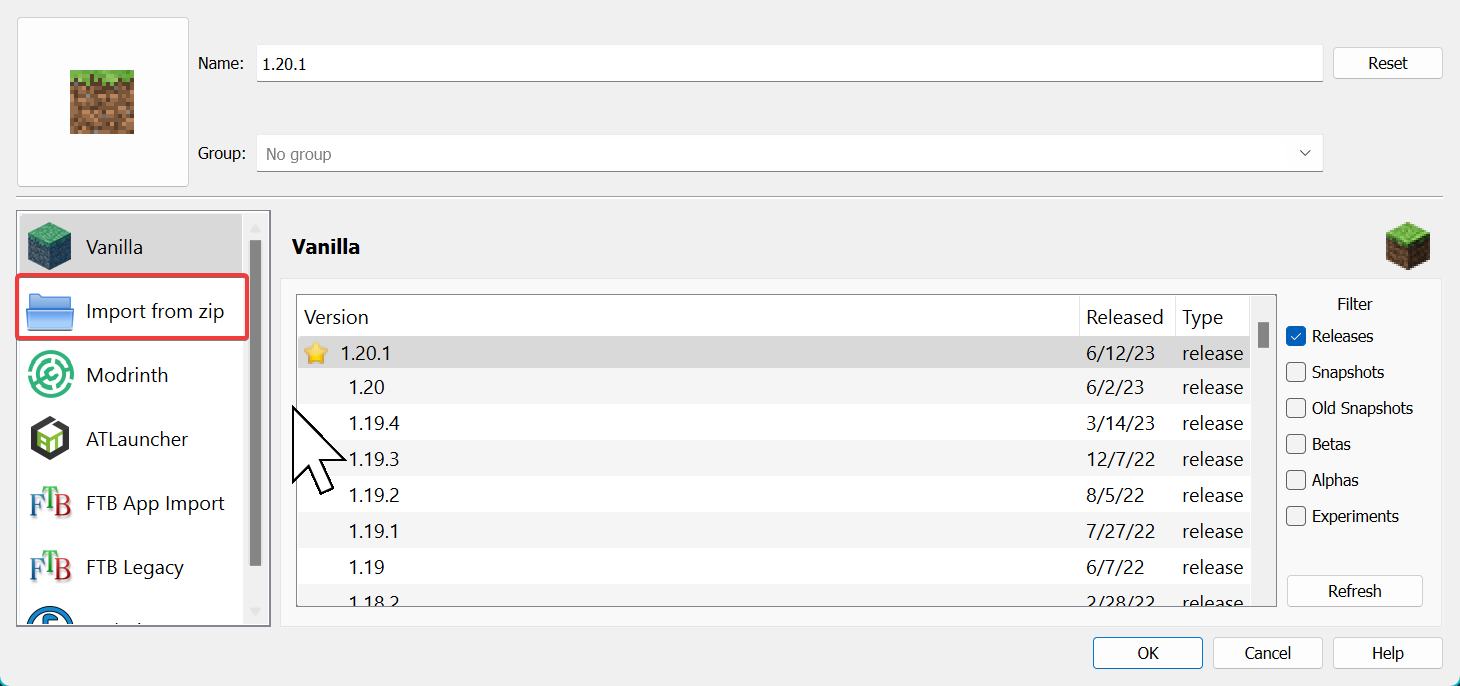 Name: 1.20.1 Reset
Group: No group
Vanilla
Import from zip
Modrinth
ATLauncher
FTB App Import
FTB Legacy
Vanilla
Version Released Type
1.20.1 6/12/23 release
1.20 6/2/23 release
1.19.4 3/14/23 release
1.19.3 12/7/22 release
1.19.2 8/5/22 release
1.19.1 7/27/22 release
1.19 6/7/22 release
1.18.2 2/28/22 release
Filter
Releases
Snapshots
Old Snapshots
Betas
Alphas
Experiments
Refresh
OK Cancel Help